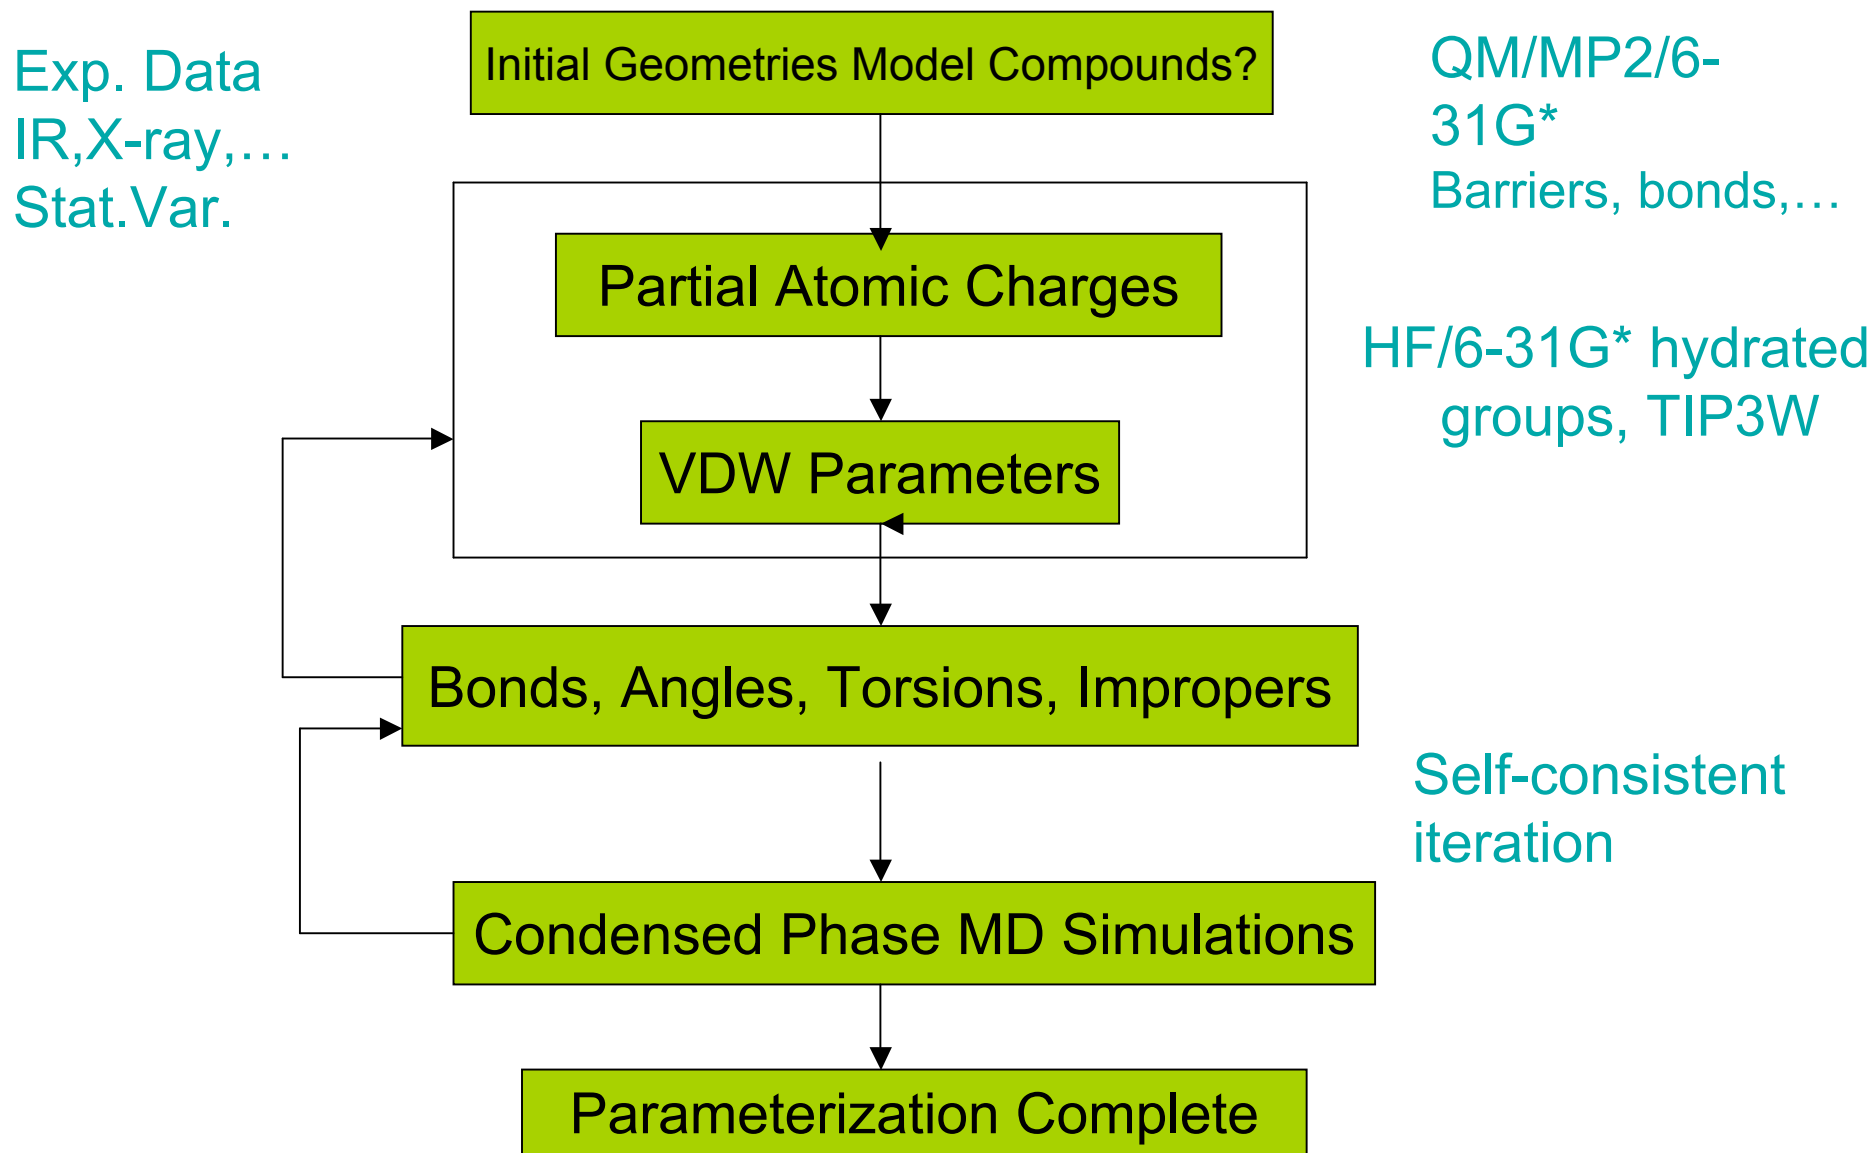 Exp. Data
IR,X-ray,…
Stat.Var.
Initial Geometries Model Compounds?
QM/MP2/6-
31G*
Barriers, bonds,…
Partial Atomic Charges
HF/6-31G* hydrated
groups, TIP3W
VDW Parameters
Bonds, Angles, Torsions, Impropers
Self-consistent
iteration
Condensed Phase MD Simulations
Parameterization Complete